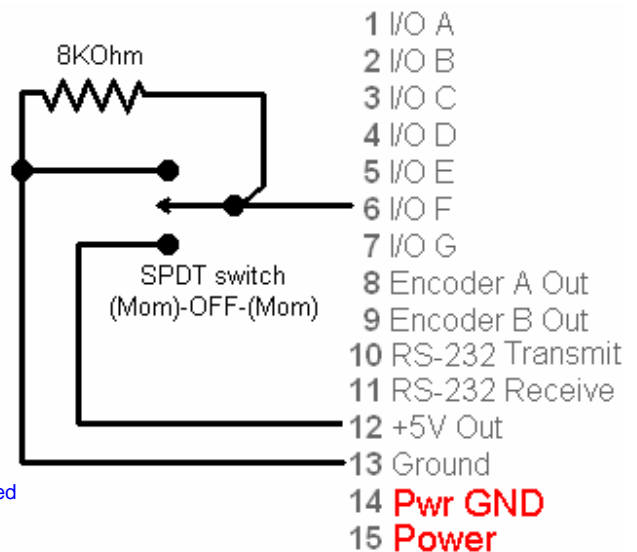 8KOhm
SPDT switch
(Mom)-OFF-(Mom)
ed
1 I/O A
2 I/O B
3 I/O C
4 I/O D
5 I/O E
6 I/O F
7 I/O G
8 Encoder A Out
9 Encoder B Out
10 RS-232 Transmit
11 RS-232 Receive
12 +5V Out
13 Ground
14 Pwr GND
15 Power